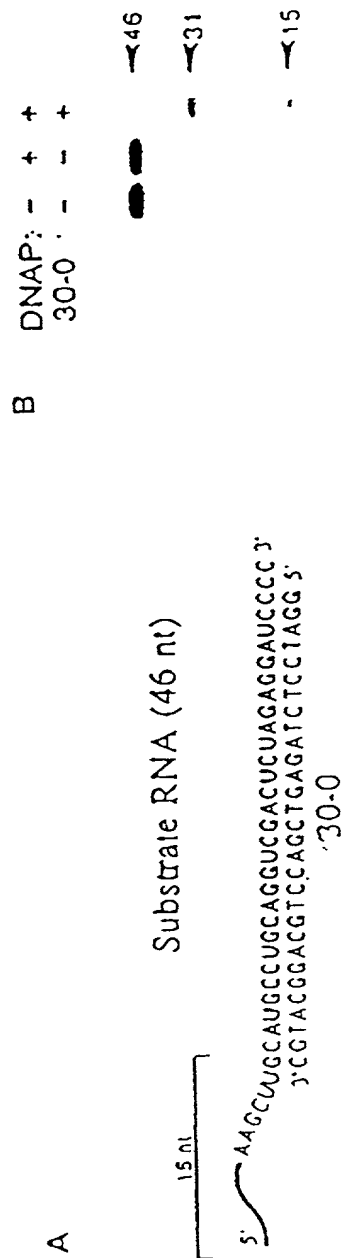 A
Substrate RNA (46 nt)
15 nt
5' AAGCUUGCAUGCCUGCAGGUCGACUCUAGAGGAUCCCC 3'
3' CGTACGGACGTCCAGCTGAGATCTCCTAGG 5'
30-0
B
DNAP: - + +
30-0 : - - +
46
31
15